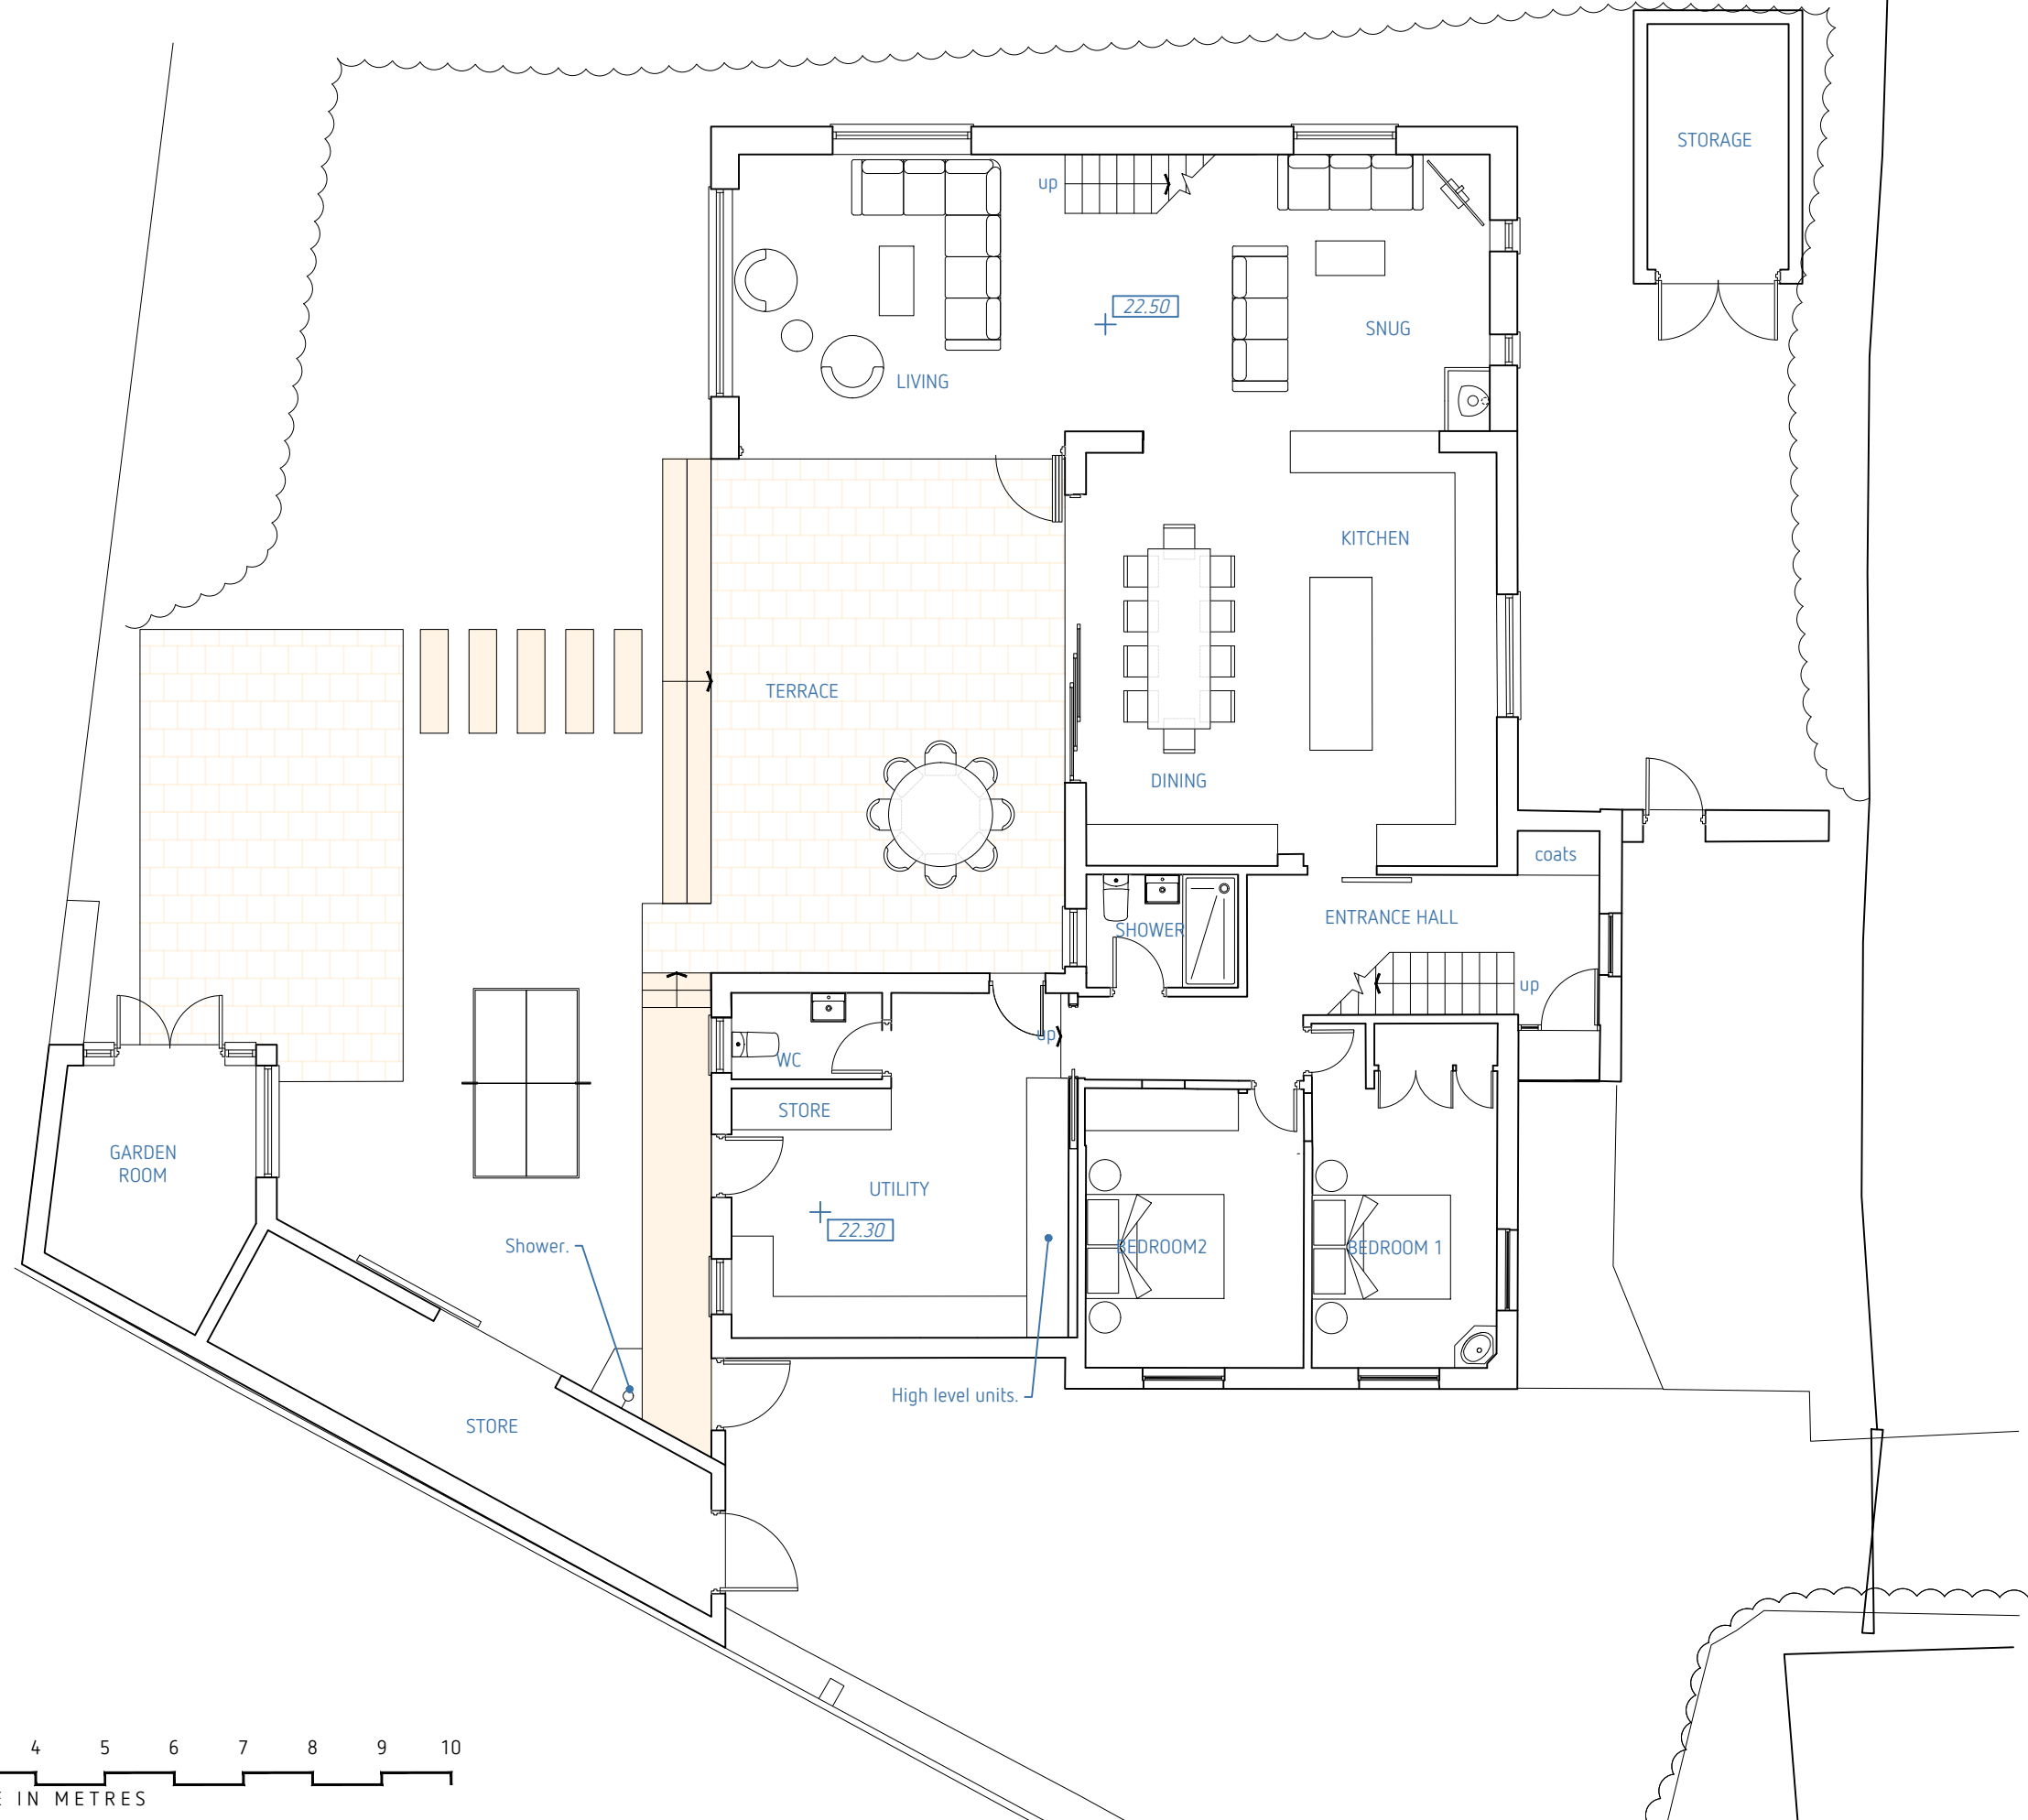 STORAGE
up
22.50
SNUG
LIVING
KITCHEN
TERRACE
DINING
coats
ENTRANCE HALL
SHOWER
up
up
WC
STORE
GARDEN
ROOM
UTILITY
22.30
Shower.
BEDROOM2
BEDROOM 1
High level units.
STORE
4 5 6 7 8 9 10
IN METRES